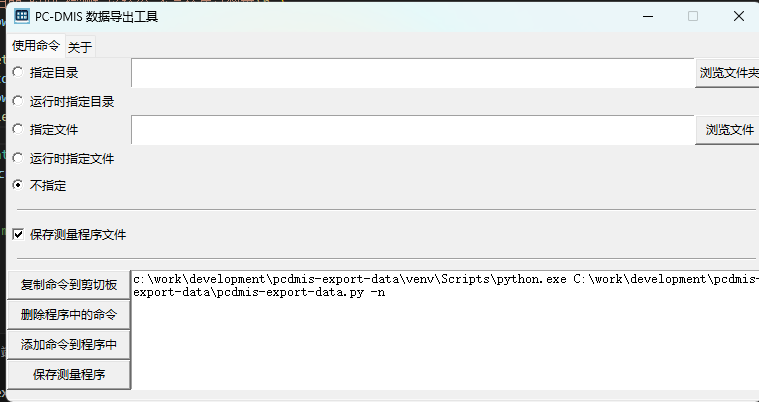 PC-DMIS 数据导出工具
使用命令 关于
指定目录 浏览文件夹
运行时指定目录
指定文件 浏览文件
运行时指定文件
不指定
保存测量程序文件
复制命令到剪切板
删除程序中的命令
添加命令到程序中
保存测量程序
c:\work\development\pcdmis-export-data\venv\Scripts\python.exe C:\work\development\pcdmis-
export-data\pcdmis-export-data.py -n